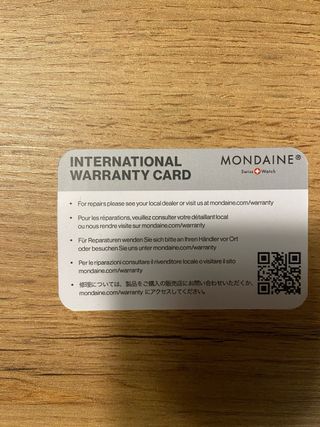 INTERNATIONAL
WARRANTY CARD
MONDAINE®
Swiss Watch
• For repairs please see your local dealer or visit us at mondaine.com/warranty
• Pour les réparations, veuillez consulter votre détaillant local
ou nous rendre visite sur mondaine.com/warranty
• Für Reparaturen wenden Sie sich bitte an Ihren Händler vor Ort
oder besuchen Sie uns unter mondaine.com/warranty
• Per le riparazioni consultare il rivenditore locale o visitare il sito
mondaine.com/warranty
• 修理については、製品をご購入の販売店にお問い合わせいただくか、
mondaine.com/warranty にアクセスしてください。